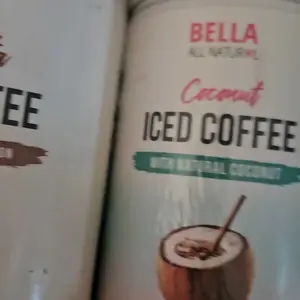 BELLA
ALL NATURAL
Coconut
ICED COFFEE
WITH NATURAL COCONUT
FEE